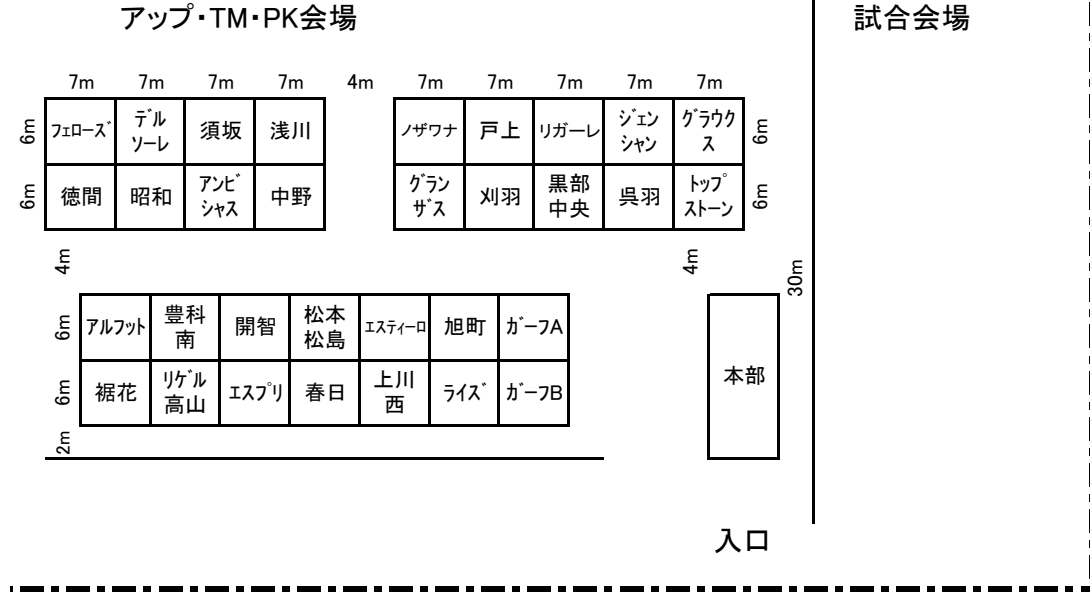 アップ・TM・PK会場
試合会場
7m 7m 7m 7m 4m 7m 7m 7m 7m 7m
6m
ﾌｪﾛｰｽﾞ
ﾃﾞﾙ
ｿｰﾚ
須坂
浅川
ﾉｻﾞﾜﾅ
戸上
ﾘｶﾞｰﾚ
ｼﾞｪﾝ
ｼｬﾝ
ｸﾞﾗｳｸ
ｽ
6m
6m
徳間
昭和
ｱﾝﾋﾞ
ｼｬｽ
中野
ｸﾞﾗﾝ
ｻﾞｽ
刈羽
黒部
中央
呉羽
ﾄｯﾌﾟ
ｽﾄｰﾝ
6m
4m
4m
30m
6m
ｱﾙﾌｯﾄ
豊科
南
開智
松本
松島
ｴｽﾃｨｰﾛ
旭町
ｶﾞｰﾌA
6m
裾花
ﾘｹﾞﾙ
高山
ｴｽﾌﾟﾘ
春日
上川
西
ﾗｲｽﾞ
ｶﾞｰﾌB
本部
2m
入口